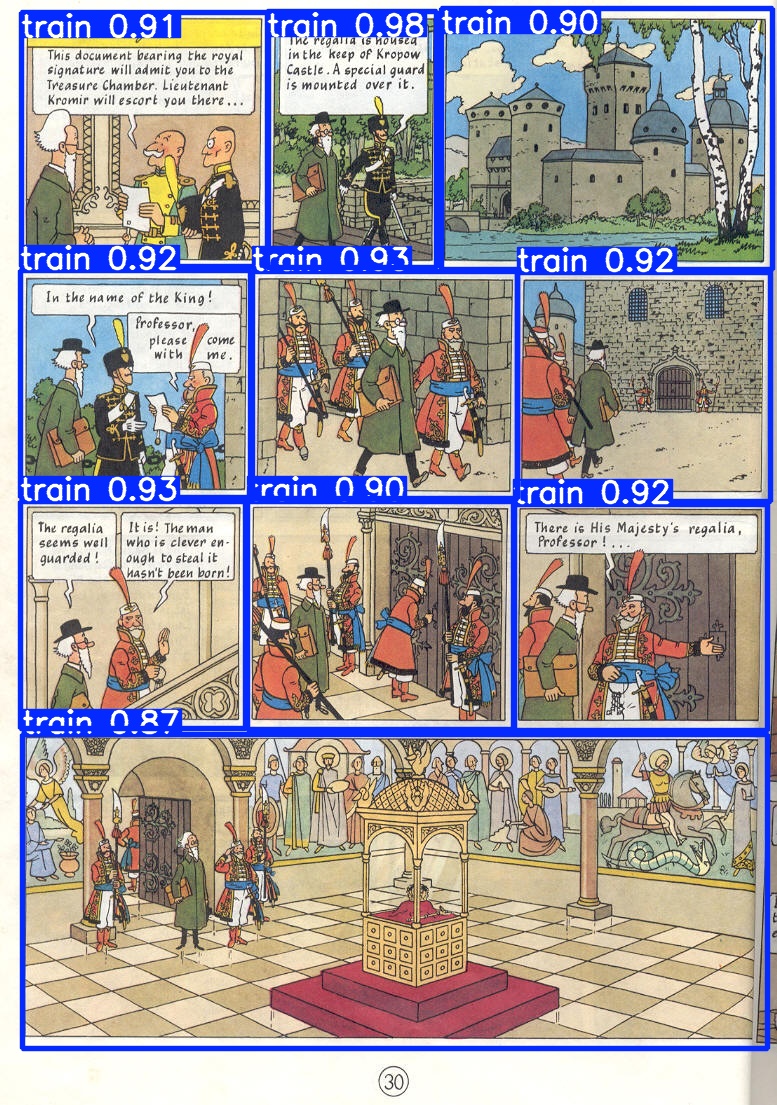 train 0.91
This document bearing the royal
signature will admit you to the
Treasure Chamber. Lieutenant
Kromir will escort you there...
train 0.98
The regalia is housed
in the keep of Kropow
Castle. A special guard
is mounted over it.
train 0.90
train 0.92
In the name of the King!
Professor,
please come
with me.
train 0.93
train 0.92
train 0.93
The regalia
seems well
guarded!
It is! The man
who is clever en-
ough to steal it
hasn't been born!
train 0.90
train 0.92
There is His Majesty's regalia,
Professor!...
train 0.87
30